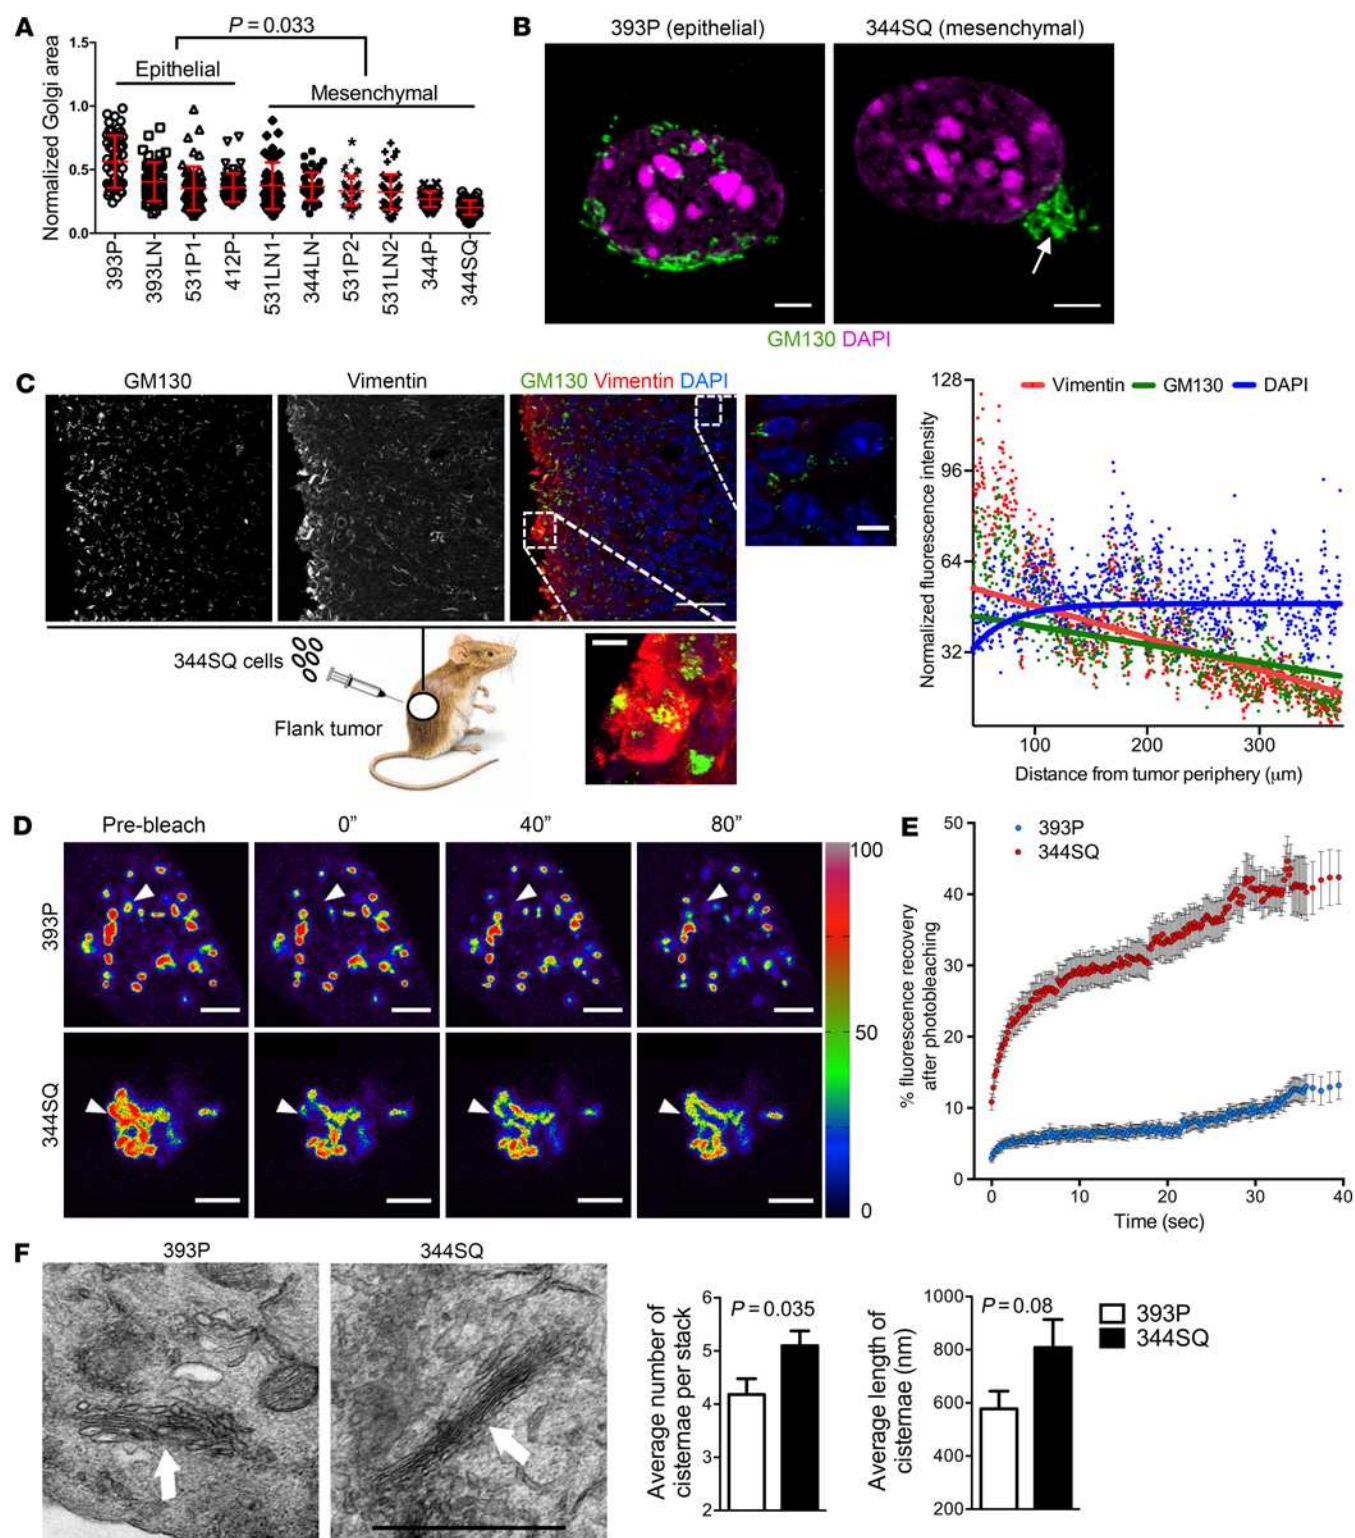 A
P = 0.033
Normalized Golgi area
1.5
1.0
0.5
0.0
Epithelial
Mesenchymal
393P
393LN
531P1
412P
531LN1
344LN
531P2
531LN2
344P
344SQ
B
393P (epithelial)
344SQ (mesenchymal)
GM130 DAPI
C
GM130
Vimentin
GM130 Vimentin DAPI
344SQ cells
Flank tumor
Vimentin
GM130
DAPI
Normalized fluorescence intensity
128
96
64
32
100
200
300
Distance from tumor periphery (μm)
D
Pre-bleach
0”
40”
80”
393P
344SQ
100
50
0
E
393P
344SQ
% fluorescence recovery
after photobleaching
50
40
30
20
10
0
0
10
20
30
40
Time (sec)
F
393P
344SQ
Average number of
cisternae per stack
6
5
4
3
2
P = 0.035
Average length of
cisternae (nm)
1000
800
600
400
200
P = 0.08
393P
344SQ